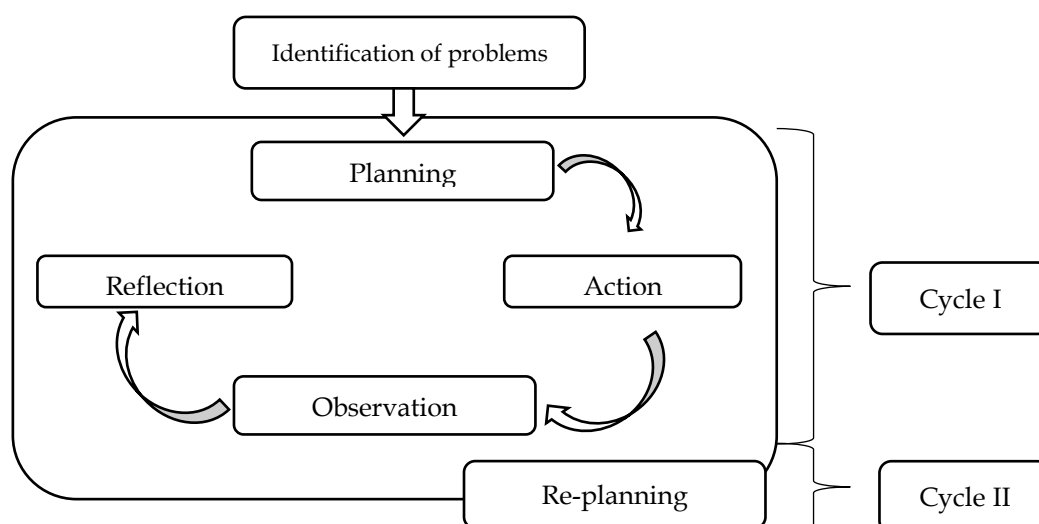 Identification of problems
Planning
Reflection
Action
Cycle I
Observation
Re-planning
Cycle II